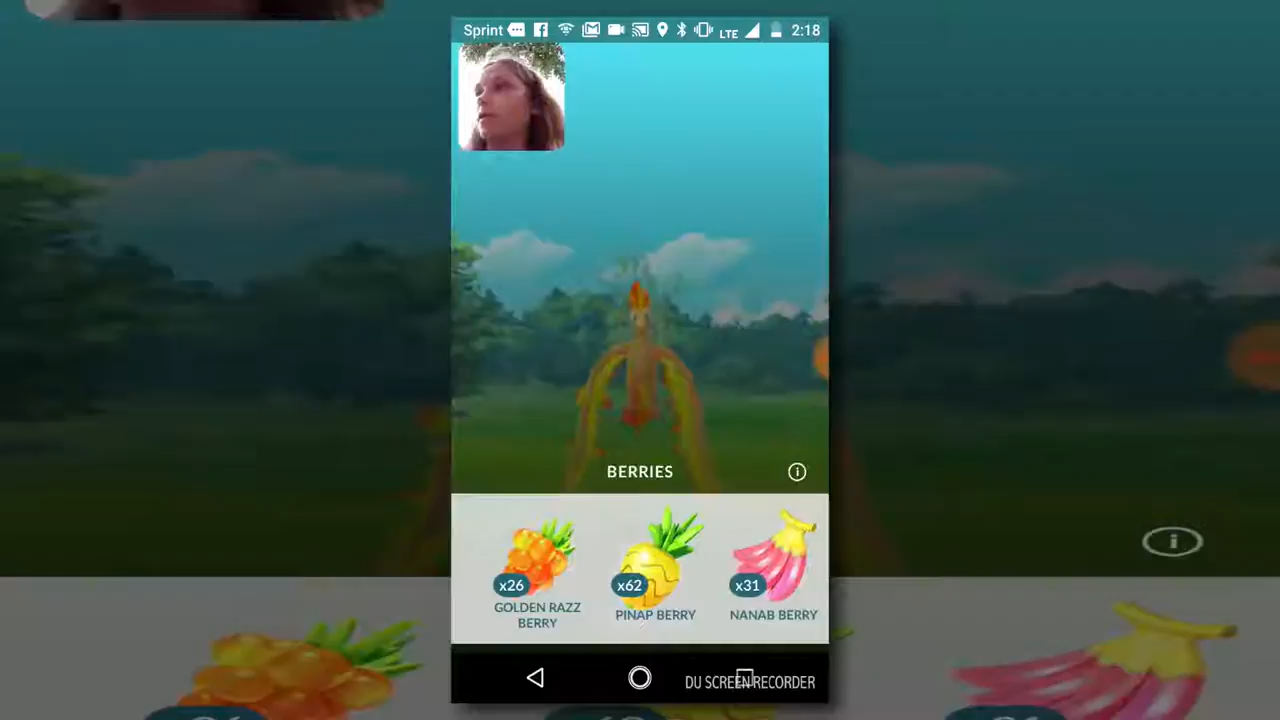 Sprint LTE 2:18
BERRIES
x26 x62 x31
GOLDEN RAZZ BERRY
PINAP BERRY
NANAB BERRY
DU SCREEN RECORDER